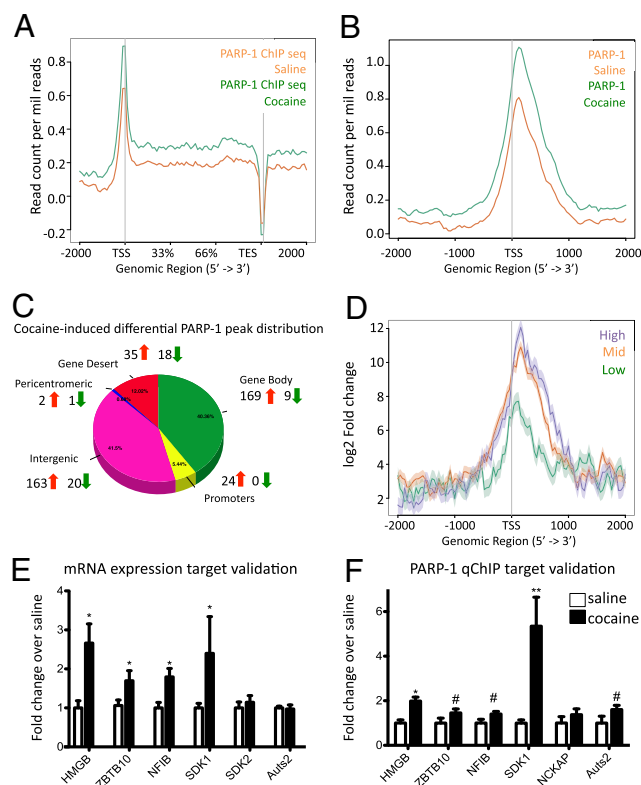 A
PARP-1 ChIP seq
Saline
PARP-1 ChIP seq
Cocaine
Read count per mil reads
0.8
0.6
0.4
0.2
0.0
-0.2
-2000 TSS 33% 66% TES 2000
Genomic Region (5' -> 3')
B
PARP-1
Saline
PARP-1
Cocaine
Read count per mil reads
1.0
0.8
0.6
0.4
0.2
0.0
-2000 -1000 TSS 1000 2000
Genomic Region (5' -> 3')
C
Cocaine-induced differential PARP-1 peak distribution
35 18
Gene Desert
Pericentromeric
2 1
Gene Body
169 9
40.36%
41.5%
5.44%
Intergenic
163 20
24 0
Promoters
D
High
Mid
Low
log2 Fold change
12
10
8
6
4
2
-2000 -1000 TSS 1000 2000
Genomic Region (5' -> 3')
E
mRNA expression target validation
Fold change over saline
4
3
2
1
0
* * * *
HMGB ZBTB10 NFIB SDK1 SDK2 Auts2
F
PARP-1 qChIP target validation
saline
cocaine
Fold change over saline
6
4
2
0
* # # ** #
HMGB ZBTB10 NFIB SDK1 NCKAP Auts2